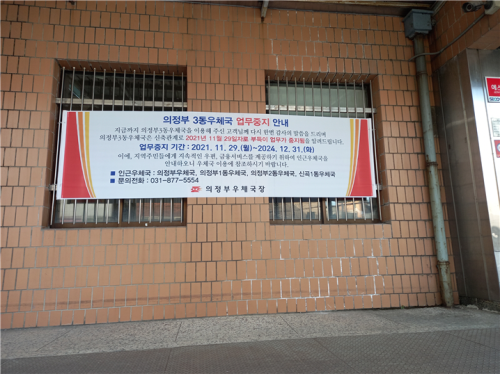 의정부 3동우체국 업무중지 안내
지금까지 의정부3동우체국을 이용해 주신 고객님께 다시 한번 감사의 말씀을 드리며
의정부3동우체국은 신축관계로 2021년 11월 29일자로 부득이 업무가 중지됨을 알려드립니다.
업무중지 기간 : 2021. 11. 29.(월)~2024. 12. 31.(화)
이에, 지역주민들에게 지속적인 우편, 금융서비스를 제공하기 위하여 인근우체국을
안내하오니 우체국 이용에 참조하시기 바랍니다.
■ 인근우체국 : 의정부우체국, 의정부1동우체국, 의정부2동우체국, 신곡1동우체국
■ 문의전화 : 031-877-5554
의정부우체국장